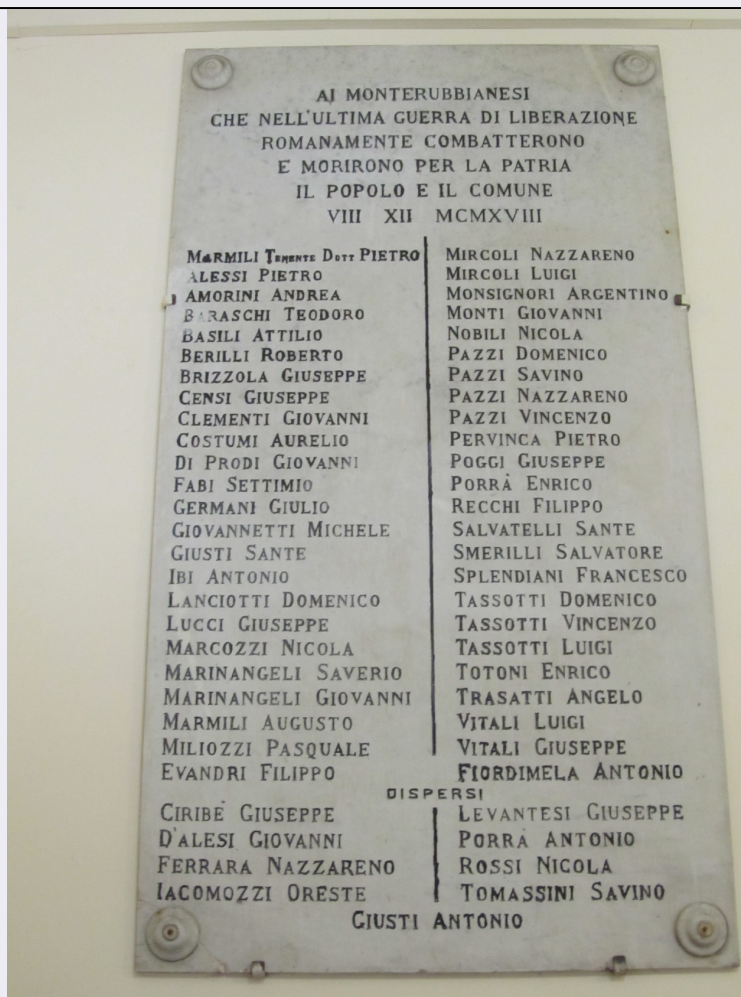 AI MONTERUBBIANESI
CHE NELL'ULTIMA GUERRA DI LIBERAZIONE
ROMANAMENTE COMBATTERONO
E MORIRONO PER LA PATRIA
IL POPOLO E IL COMUNE
VIII XII MCMXVIII
MARMILI TENENTE DOTT PIETRO
ALESSI PIETRO
AMORINI ANDREA
BARASCHI TEODORO
BASILI ATTILIO
BERILLI ROBERTO
BRIZZOLA GIUSEPPE
CENSI GIUSEPPE
CLEMENTI GIOVANNI
COSTUMI AURELIO
DI PRODI GIOVANNI
FABI SETTIMIO
GERMANI GIULIO
GIOVANNETTI MICHELE
GIUSTI SANTE
IBI ANTONIO
LANCIOTTI DOMENICO
LUCCI GIUSEPPE
MARCOZZI NICOLA
MARINANGELI SAVERIO
MARINANGELI GIOVANNI
MARMILI AUGUSTO
MILIOZZI PASQUALE
EVANDRI FILIPPO
MIRCOLI NAZZARENO
MIRCOLI LUIGI
MONSIGNORI ARGENTINO
MONTI GIOVANNI
NOBILI NICOLA
PAZZI DOMENICO
PAZZI SAVINO
PAZZI NAZZARENO
PAZZI VINCENZO
PERVINCA PIETRO
POGGI GIUSEPPE
PORRÀ ENRICO
RECCHI FILIPPO
SALVATELLI SANTE
SMERILLI SALVATORE
SPLENDIANI FRANCESCO
TASSOTTI DOMENICO
TASSOTTI VINCENZO
TASSOTTI LUIGI
TOTONI ENRICO
TRASATTI ANGELO
VITALI LUIGI
VITALI GIUSEPPE
FIORDIMELA ANTONIO
DISPERSI
CIRIBÈ GIUSEPPE
D'ALESI GIOVANNI
FERRARA NAZZARENO
IACOMOZZI ORESTE
LEVANTESI GIUSEPPE
PORRÀ ANTONIO
ROSSI NICOLA
TOMASSINI SAVINO
GIUSTI ANTONIO